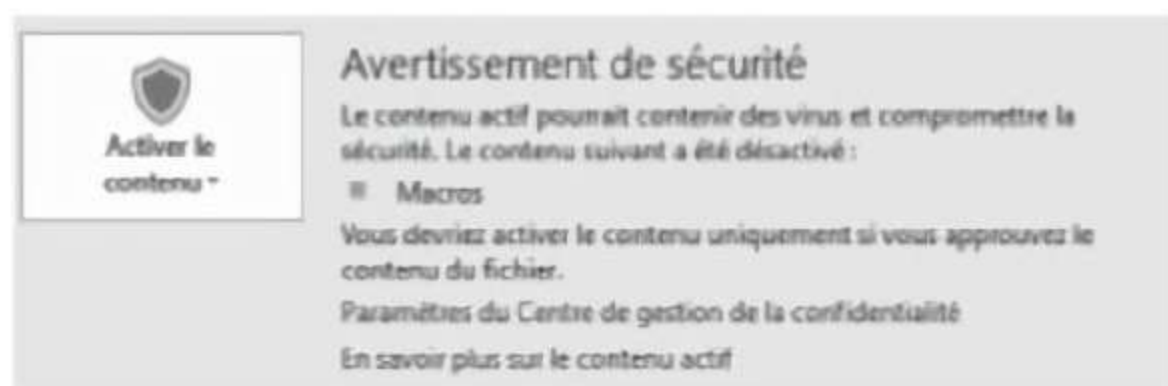 Activer le
contenu
Avertissement de sécurité
Le contenu actif pourrait contenir des virus et compromettre la
sécurité. Le contenu suivant a été désactivé :
Macros
Vous devriez activer le contenu uniquement si vous approuvez le
contenu du fichier.
Paramètres du Centre de gestion de la confidentialité
En savoir plus sur le contenu actif